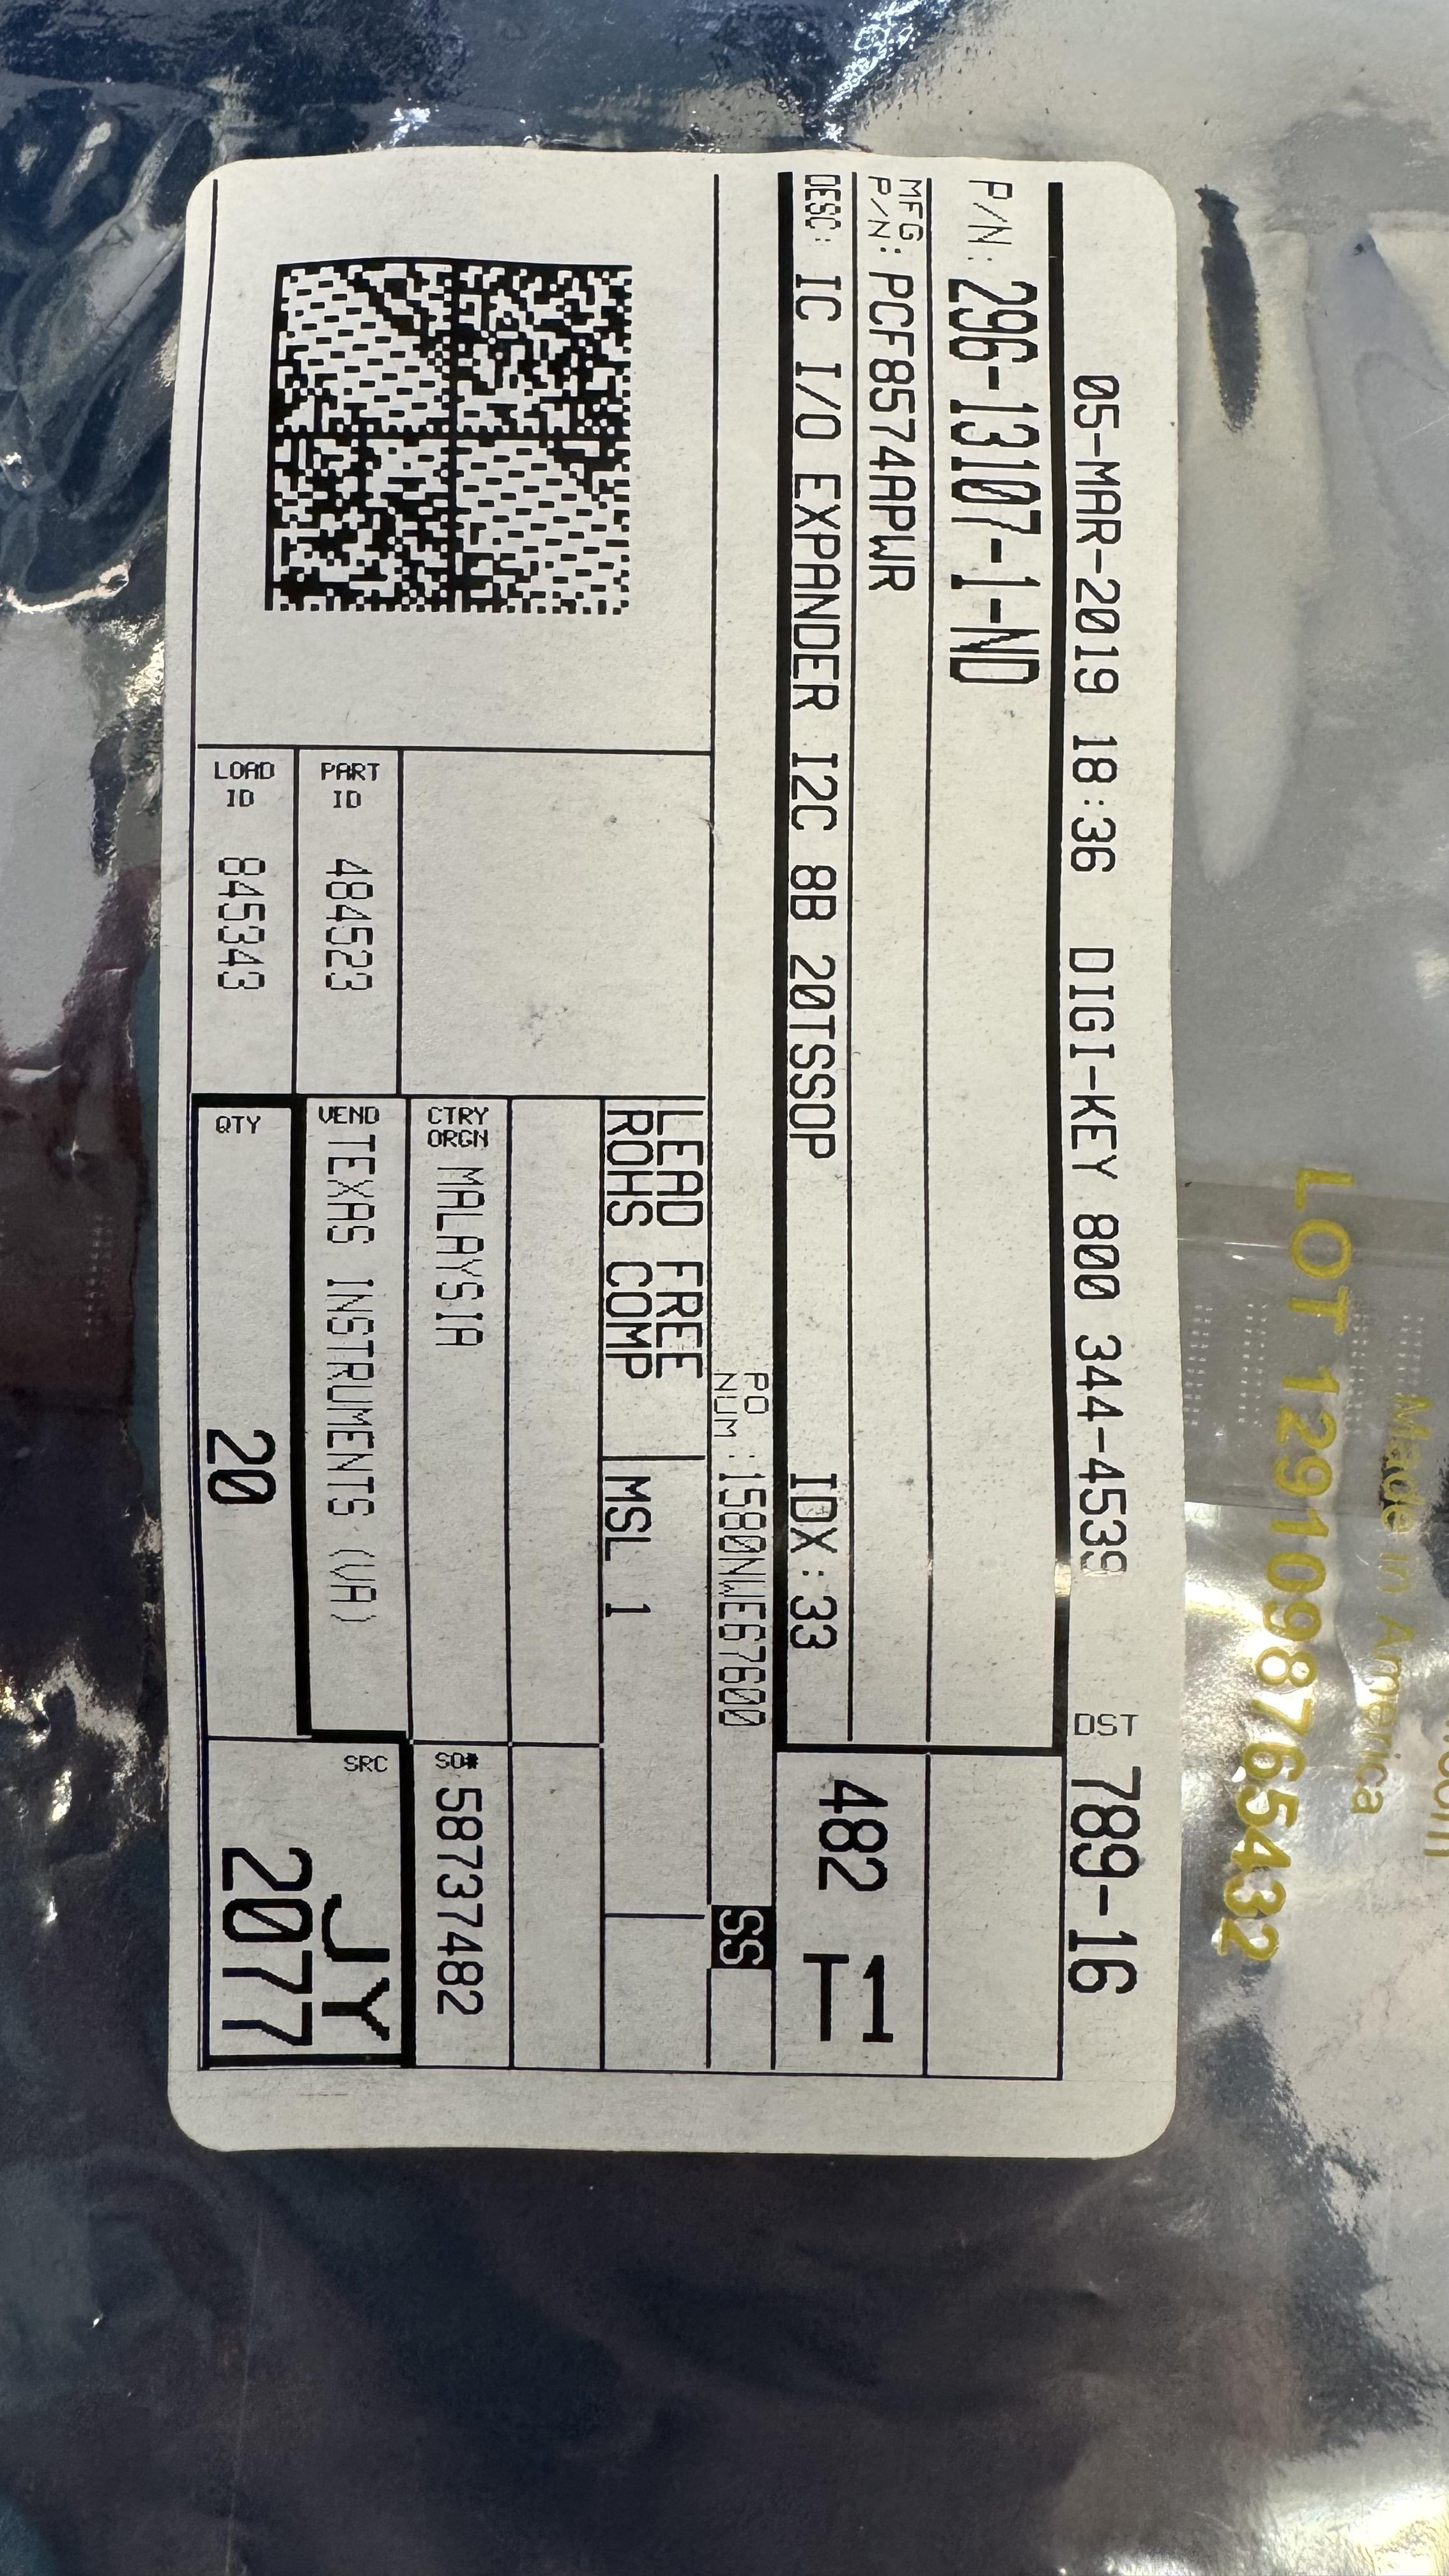 05-MAR-2019 18:36 DIGI-KEY 800 344-4539 DST 789-16
P/N: 296-13107-1-ND
MFG P/N: PCF8574APWR
DESC: IC I/O EXPANDER I2C 8B 20TSSOP IDX: 33
482 T1
PO NUM : 1580NWE67600 SS
LEAD FREE
ROHS COMP
MSL 1
CTRY ORGN MALAYSIA
SO# 58737482
PART ID 484523
VEND TEXAS INSTRUMENTS (VA)
LOAD ID 845343
QTY 20
SRC JY
2077
Made in America
LOT 1291098765432